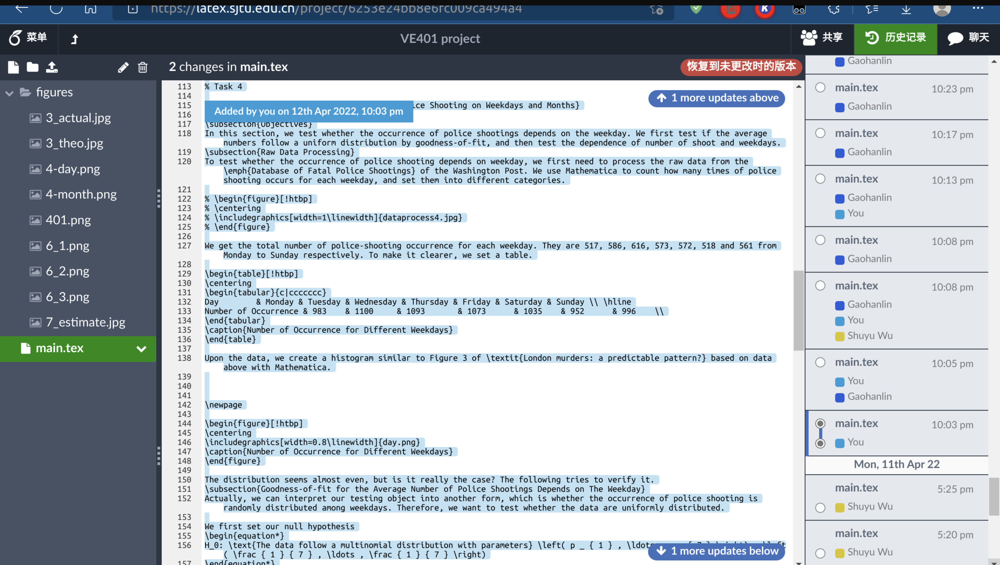 https://latex.sjtu.edu.cn/project/6253e24bb8e6fc009ca494a4
菜单
VE401 project
共享
历史记录
聊天
2 changes in main.tex
恢复到未更改时的版本
figures
3_actual.jpg
3_theo.jpg
4-day.png
4-month.png
401.png
6_1.png
6_2.png
6_3.png
7_estimate.jpg
main.tex
1 more updates above
Added by you on 12th Apr 2022, 10:03 pm
113 % Task 4
114
115 ice Shooting on Weekdays and Months}
116
117 \subsection{Objectives}
118 In this section, we test whether the occurrence of police shootings depends on the weekday. We first test if the average
numbers follow a uniform distribution by goodness-of-fit, and then test the dependence of number of shoot and weekdays.
119 \subsection{Raw Data Processing}
120 To test whether the occurrence of police shooting depends on weekday, we first need to process the raw data from the
\emph{Database of Fatal Police Shootings} of the Washington Post. We use Mathematica to count how many times of police
shooting occurs for each weekday, and set them into different categories.
121
122 % \begin{figure}[!htbp]
123 % \centering
124 % \includegraphics[width=1\linewidth]{dataprocess4.jpg}
125 % \end{figure}
126
127 We get the total number of police-shooting occurrence for each weekday. They are 517, 586, 616, 573, 572, 518 and 561 from
Monday to Sunday respectively. To make it clearer, we set a table.
128
129 \begin{table}[!htbp]
130 \centering
131 \begin{tabular}{c|ccccccc}
132 Day & Monday & Tuesday & Wednesday & Thursday & Friday & Saturday & Sunday \\ \hline
133 Number of Occurrence & 983 & 1100 & 1093 & 1073 & 1035 & 952 & 996 \\
134 \end{tabular}
135 \caption{Number of Occurrence for Different Weekdays}
136 \end{table}
137
138 Upon the data, we create a histogram similar to Figure 3 of \textit{London murders: a predictable pattern?} based on data
above with Mathematica.
139
140
141
142 \newpage
143
144 \begin{figure}[!htbp]
145 \centering
146 \includegraphics[width=0.8\linewidth]{day.png}
147 \caption{Number of Occurrence for Different Weekdays}
148 \end{figure}
149
150 The distribution seems almost even, but is it really the case? The following tries to verify it.
151 \subsection{Goodness-of-fit for the Average Number of Police Shootings Depends on The Weekday}
152 Actually, we can interpret our testing object into another form, which is whether the occurrence of police shooting is
randomly distributed among weekdays. Therefore, we want to test whether the data are uniformly distributed.
153
154 We first set our null hypothesis
155 \begin{equation*}
156 H_0: \text{The data follow a multinomial distribution with parameters} \left( p _ { 1 } , \ldots
( \frac { 1 } { 7 } , \ldots , \frac { 1 } { 7 } \right)
157 \end{equation*}
1 more updates below
Gaohanlin
main.tex 10:23 pm
Gaohanlin
main.tex 10:17 pm
Gaohanlin
main.tex 10:13 pm
Gaohanlin
You
main.tex 10:08 pm
Gaohanlin
main.tex 10:08 pm
Gaohanlin
You
Shuyu Wu
main.tex 10:05 pm
You
Gaohanlin
main.tex 10:03 pm
You
Mon, 11th Apr 22
main.tex 5:25 pm
Shuyu Wu
main.tex 5:20 pm
Shuyu Wu